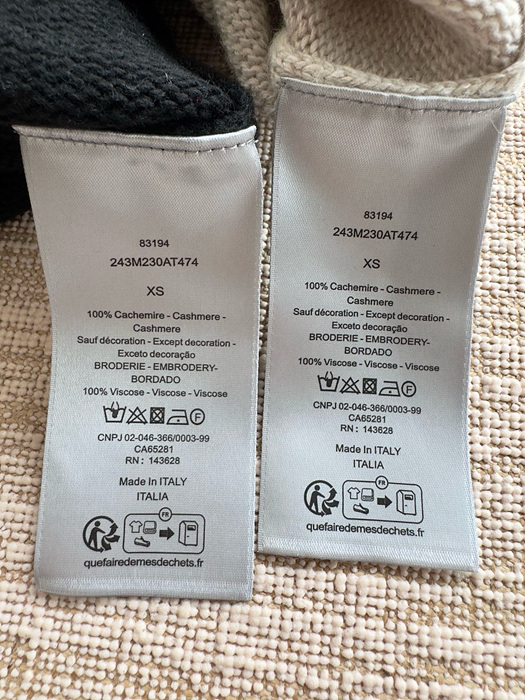 83194
243M230AT474
XS
100% Cachemire - Cashmere -
Cashmere
Sauf décoration - Except decoration -
Exceto decoração
BRODERIE - EMBRODERY-
BORDADO
100% Viscose - Viscose - Viscose
F
CNPJ 02-046-366/0003-99
CA65281
RN : 143628
Made In ITALY
ITALIA
FR
quefairedemesdechets.fr
83194
243M230AT474
XS
100% Cachemire - Cashmere -
Cashmere
Sauf décoration - Except decoration -
Exceto decoração
BRODERIE - EMBRODERY-
BORDADO
100% Viscose - Viscose - Viscose
F
CNPJ 02-046-366/0003-99
CA65281
RN : 143628
Made In ITALY
ITALIA
FR
quefairedemesdechets.fr